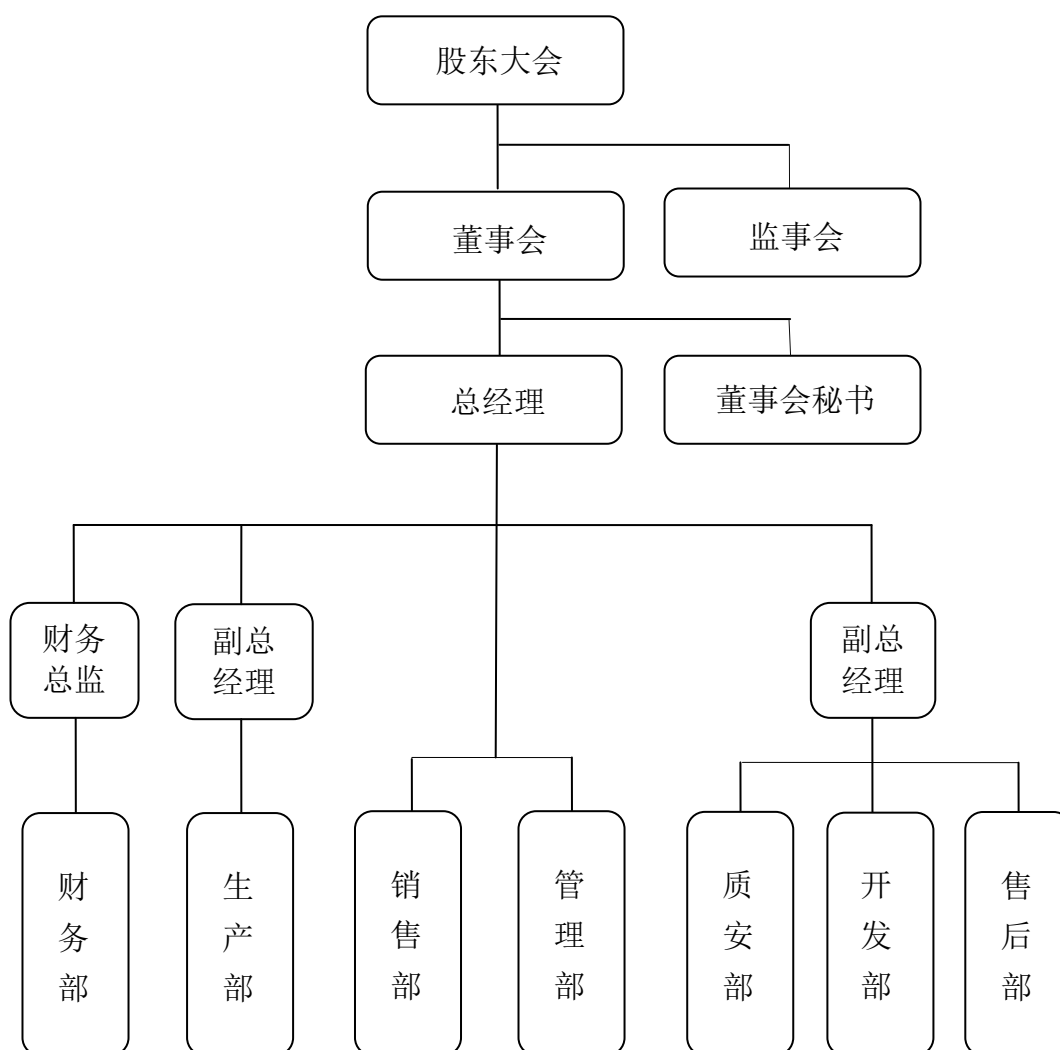 股东大会
董事会
监事会
总经理
董事会秘书
财务
总监
副总
经理
副总
经理
财务部
生产部
销售部
管理部
质安部
开发部
售后部